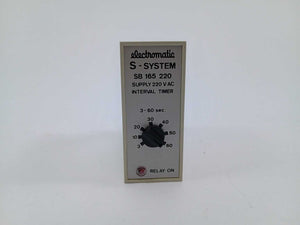 electromatic
S - SYSTEM
SB 165 220
SUPPLY 220 V AC
INTERVAL TIMER
3 - 60 sec.
30
20 40
10 50
3 60
RELAY ON